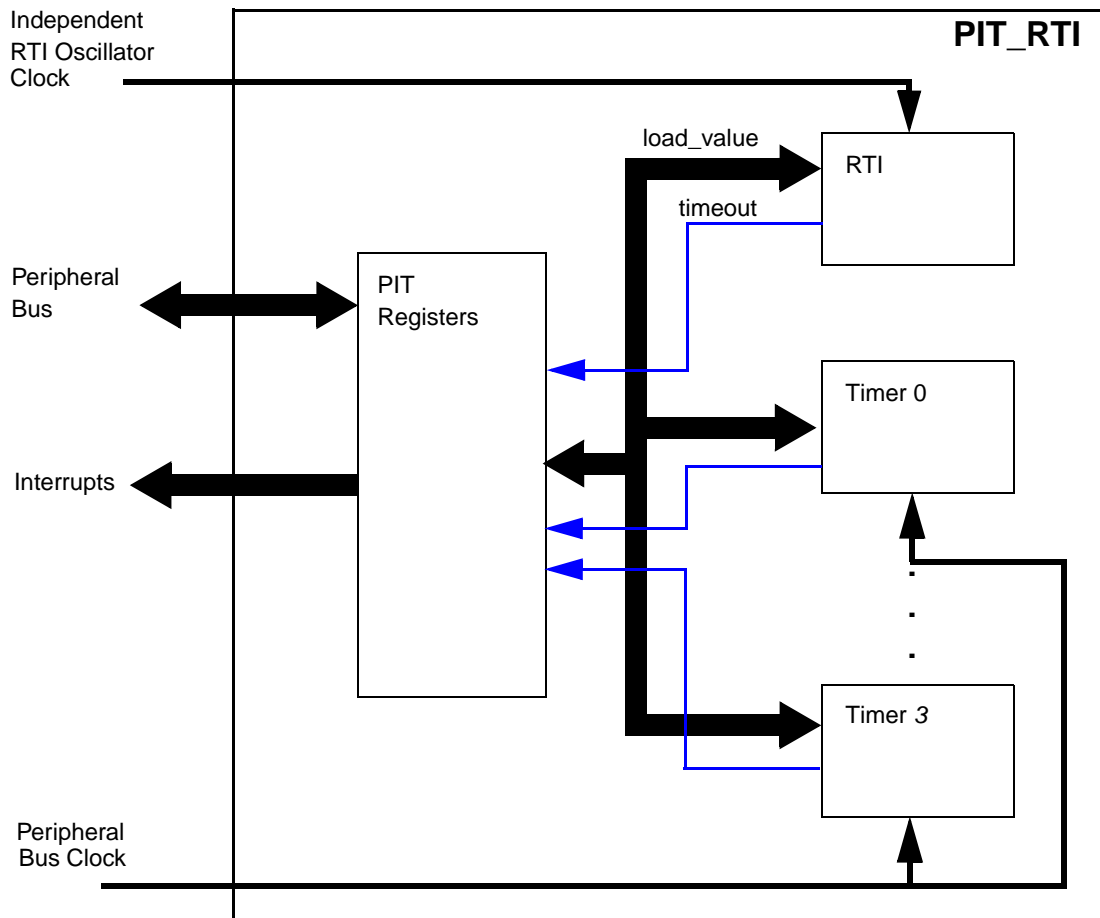 Independent
RTI Oscillator
Clock
PIT_RTI
load_value
RTI
timeout
Peripheral
Bus
PIT
Registers
Timer 0
Interrupts
Timer 3
Peripheral
Bus Clock